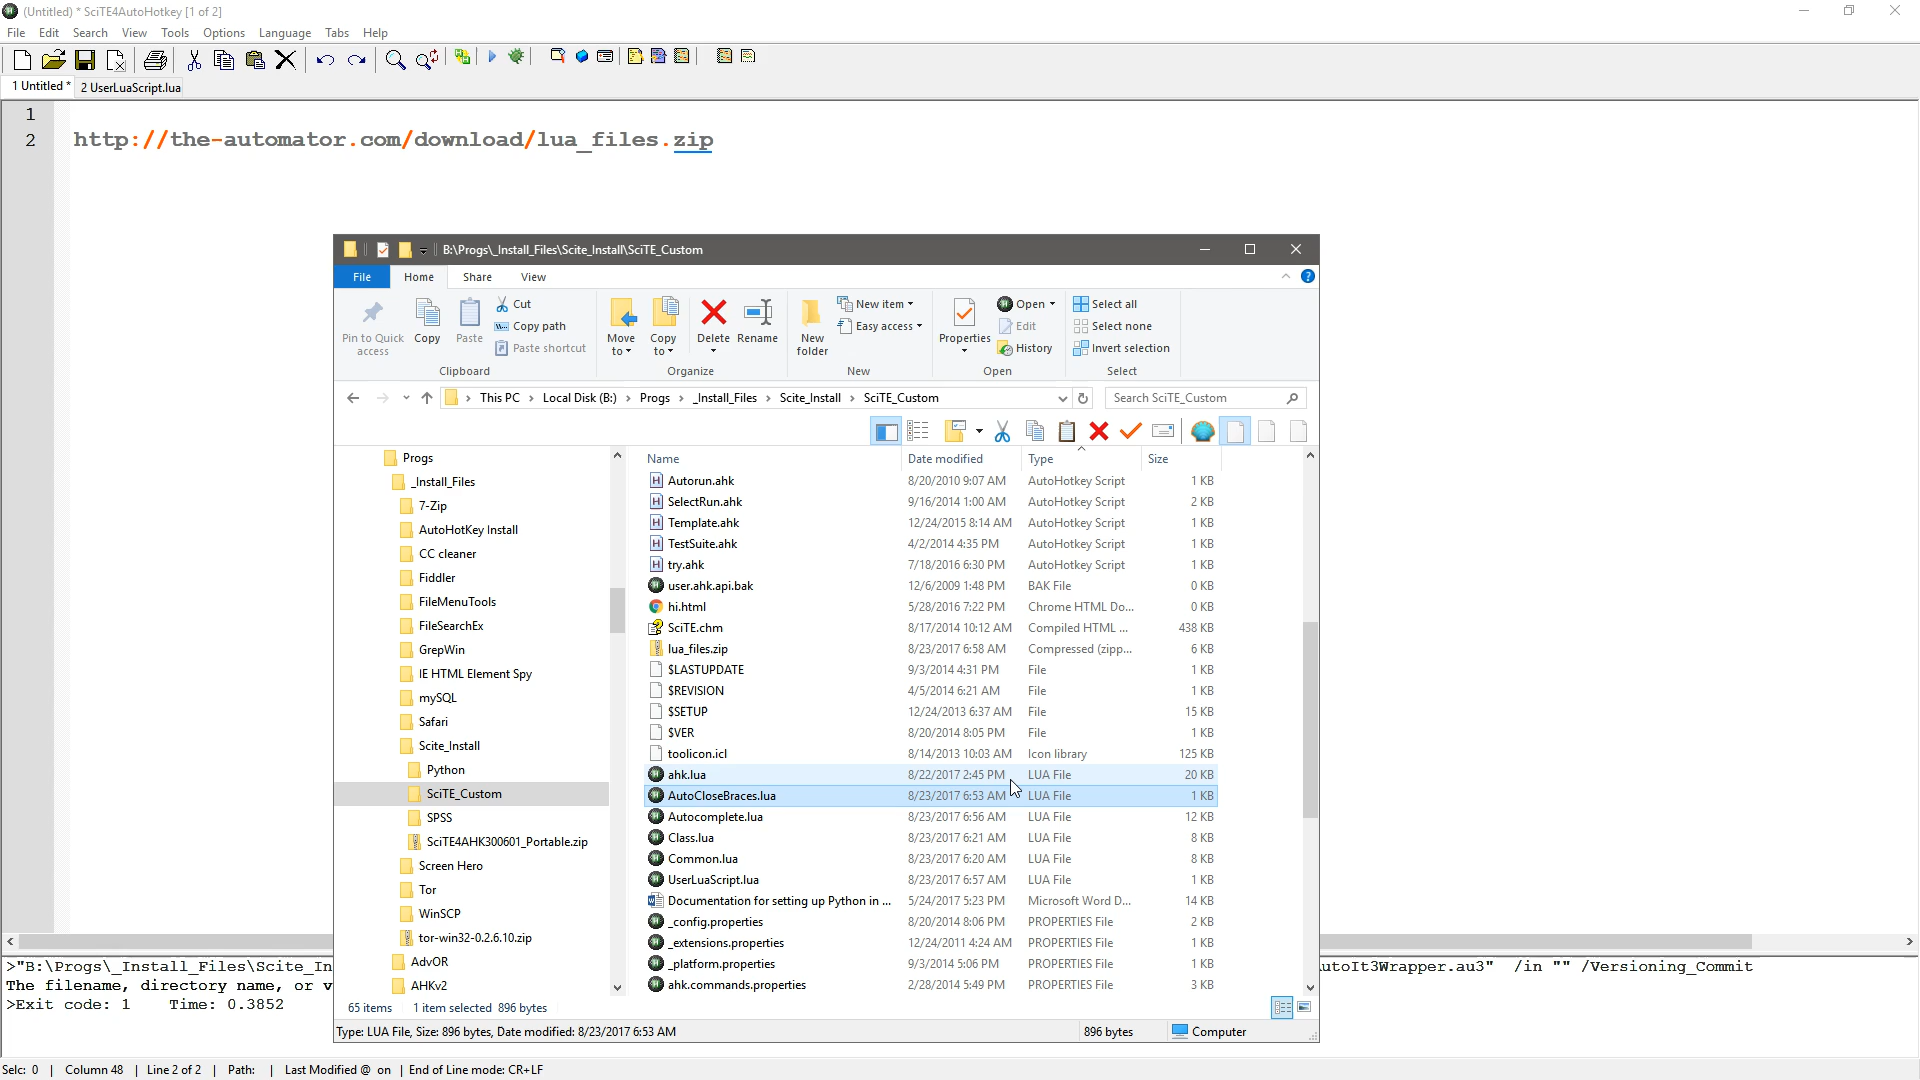 (Untitled) * SciTE4AutoHotkey [1 of 2]
File Edit Search View Tools Options Language Tabs Help
1 Untitled * 2 UserLuaScript.lua
1
2 http://the-automator.com/download/lua_files.zip
B:\Progs\_Install_Files\Scite_Install\SciTE_Custom
File Home Share View
Pin to Quick access
Copy
Paste
Cut
Copy path
Paste shortcut
Clipboard
Move to
Copy to
Delete
Rename
Organize
New folder
New item
Easy access
New
Properties
Open
Edit
History
Open
Select all
Select none
Invert selection
Select
This PC Local Disk (B:) Progs _Install_Files Scite_Install SciTE_Custom
Search SciTE_Custom
Progs
_Install_Files
7-Zip
AutoHotKey Install
CC cleaner
Fiddler
FileMenuTools
FileSearchEx
GrepWin
IE HTML Element Spy
mySQL
Safari
Scite_Install
Python
SciTE_Custom
SPSS
SciTE4AHK300601_Portable.zip
Screen Hero
Tor
WinSCP
tor-win32-0.2.6.10.zip
AdvOR
AHKv2
Name Date modified Type Size
Autorun.ahk 8/20/2010 9:07 AM AutoHotkey Script 1 KB
SelectRun.ahk 9/16/2014 1:00 AM AutoHotkey Script 2 KB
Template.ahk 12/24/2015 8:14 AM AutoHotkey Script 1 KB
TestSuite.ahk 4/2/2014 4:35 PM AutoHotkey Script 1 KB
try.ahk 7/18/2016 6:30 PM AutoHotkey Script 1 KB
user.ahk.api.bak 12/6/2009 1:48 PM BAK File 0 KB
hi.html 5/28/2016 7:22 PM Chrome HTML Do... 0 KB
SciTE.chm 8/17/2014 10:12 AM Compiled HTML ... 438 KB
lua_files.zip 8/23/2017 6:58 AM Compressed (zipp... 6 KB
$LASTUPDATE 9/3/2014 4:31 PM File 1 KB
$REVISION 4/5/2014 6:21 AM File 1 KB
$SETUP 12/24/2013 6:37 AM File 15 KB
$VER 8/20/2014 8:05 PM File 1 KB
toolicon.icl 8/14/2013 10:03 AM Icon library 125 KB
ahk.lua 8/22/2017 2:45 PM LUA File 20 KB
AutoCloseBraces.lua 8/23/2017 6:53 AM LUA File 1 KB
Autocomplete.lua 8/23/2017 6:56 AM LUA File 12 KB
Class.lua 8/23/2017 6:21 AM LUA File 8 KB
Common.lua 8/23/2017 6:20 AM LUA File 8 KB
UserLuaScript.lua 8/23/2017 6:57 AM LUA File 1 KB
Documentation for setting up Python in ... 5/24/2017 5:23 PM Microsoft Word D... 14 KB
_config.properties 8/20/2014 8:06 PM PROPERTIES File 2 KB
_extensions.properties 12/24/2011 4:24 AM PROPERTIES File 1 KB
_platform.properties 9/3/2014 5:06 PM PROPERTIES File 1 KB
ahk.commands.properties 2/28/2014 5:49 PM PROPERTIES File 3 KB
65 items 1 item selected 896 bytes
Type: LUA File, Size: 896 bytes, Date modified: 8/23/2017 6:53 AM 896 bytes Computer
>"B:\Progs\_Install_Files\Scite_In utoIt3Wrapper.au3" /in "" /Versioning_Commit
The filename, directory name, or v
>Exit code: 1 Time: 0.3852
Selc: 0 | Column 48 | Line 2 of 2 | Path: | Last Modified @ on | End of Line mode: CR+LF